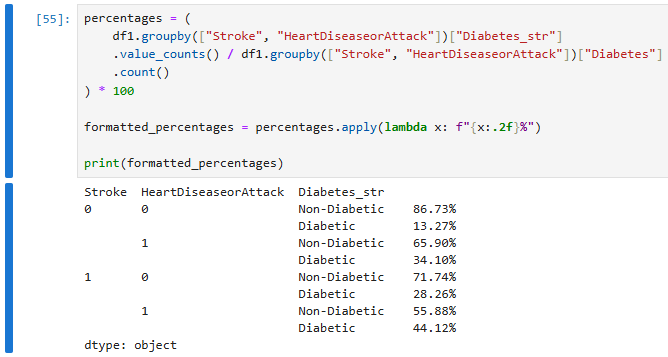 [55]: percentages = (
    df1.groupby(["Stroke", "HeartDiseaseorAttack"])["Diabetes_str"]
    .value_counts() / df1.groupby(["Stroke", "HeartDiseaseorAttack"])["Diabetes"]
    .count()
) * 100
formatted_percentages = percentages.apply(lambda x: f"{x:.2f}%")
print(formatted_percentages)
Stroke  HeartDiseaseorAttack  Diabetes_str
0       0                     Non-Diabetic    86.73%
                              Diabetic        13.27%
        1                     Non-Diabetic    65.90%
                              Diabetic        34.10%
1       0                     Non-Diabetic    71.74%
                              Diabetic        28.26%
        1                     Non-Diabetic    55.88%
                              Diabetic        44.12%
dtype: object